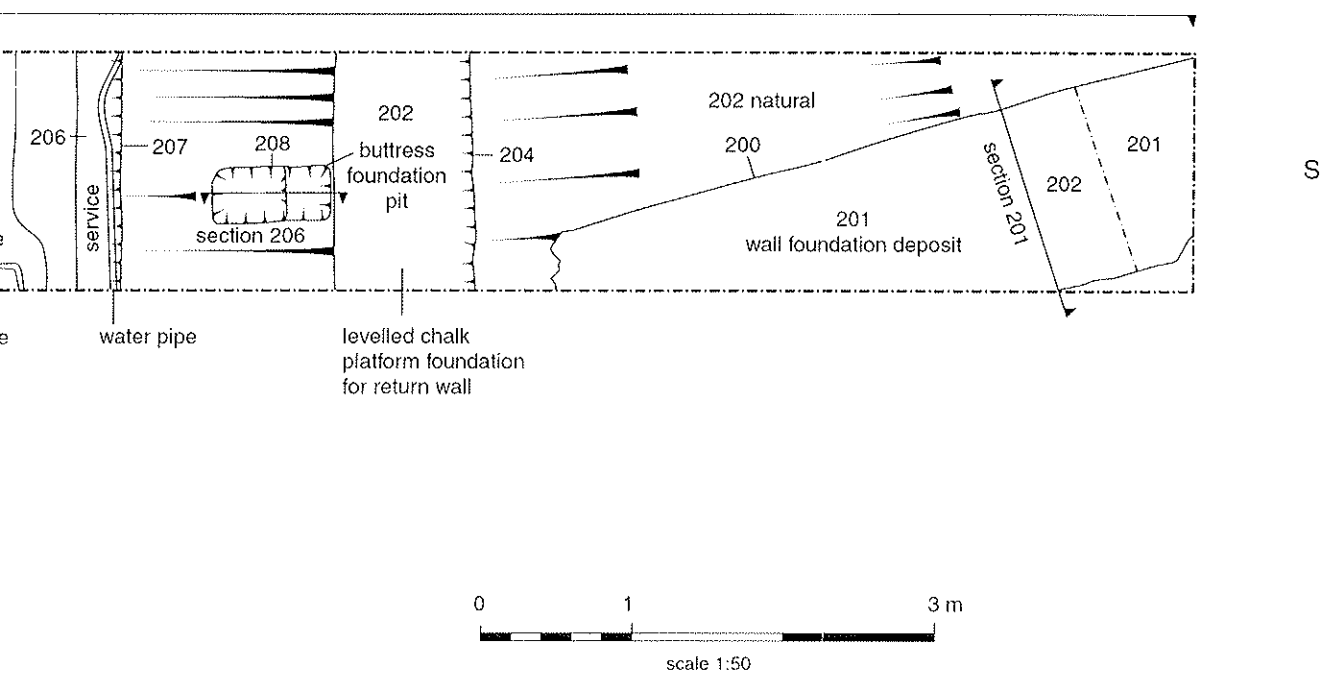 202
202 natural
206
207
208
buttress
foundation
pit
204
200
201
202
section 201
S
service
section 206
201
wall foundation deposit
e
e
water pipe
levelled chalk
platform foundation
for return wall
0 1 3 m
scale 1:50